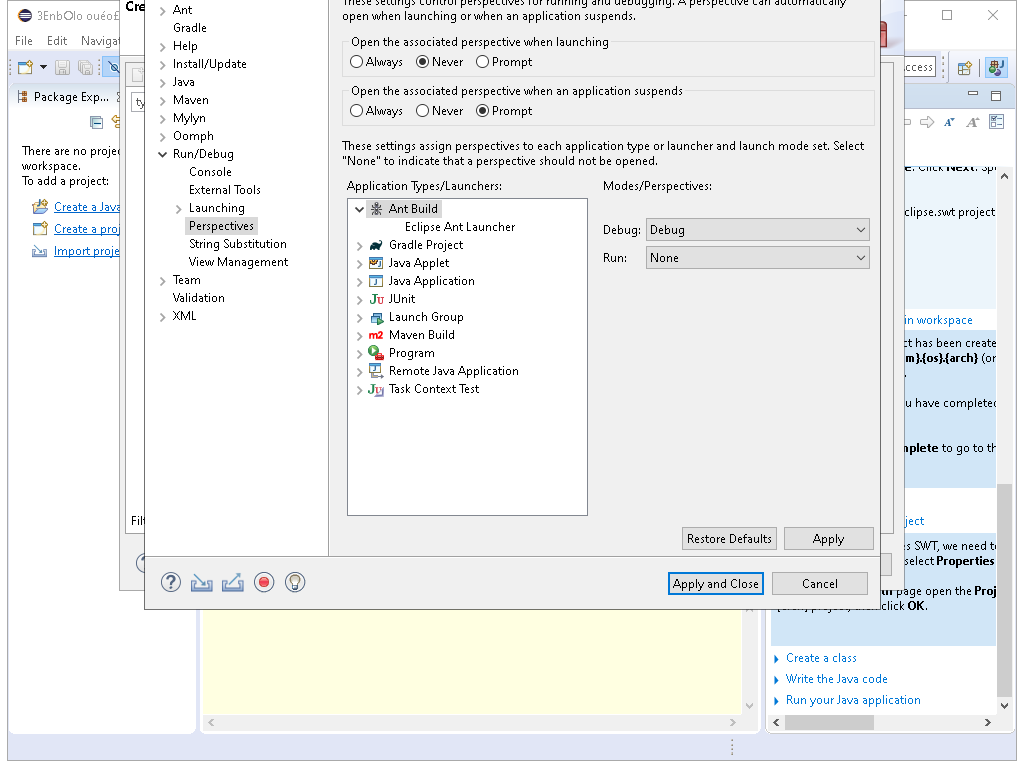 3EnbOlo ouéo
File Edit Navigat
Package Exp...
There are no proje
workspace.
To add a project:
Create a Java
Create a proj
Import proje
Cre
ty
Filt
Ant
Gradle
Help
Install/Update
Java
Maven
Mylyn
Oomph
Run/Debug
Console
External Tools
Launching
Perspectives
String Substitution
View Management
Team
Validation
XML
These settings control perspectives for running and debugging. A perspective can automatically
open when launching or when an application suspends.
Open the associated perspective when launching
Always Never Prompt
Open the associated perspective when an application suspends
Always Never Prompt
These settings assign perspectives to each application type or launcher and launch mode set. Select
"None" to indicate that a perspective should not be opened.
Application Types/Launchers:
Ant Build
Eclipse Ant Launcher
Gradle Project
Java Applet
Java Application
JUnit
Launch Group
Maven Build
Program
Remote Java Application
Task Context Test
Modes/Perspectives:
Debug: Debug
Run: None
Restore Defaults Apply
Apply and Close Cancel
ccess
e. Click Next. Sp
clipse.swt project
in workspace
ct has been create
m}.{os}.{arch} (or
u have completed
nplete to go to th
ject
es SWT, we need to
select Properties
page open the Proj
click OK.
Create a class
Write the Java code
Run your Java application